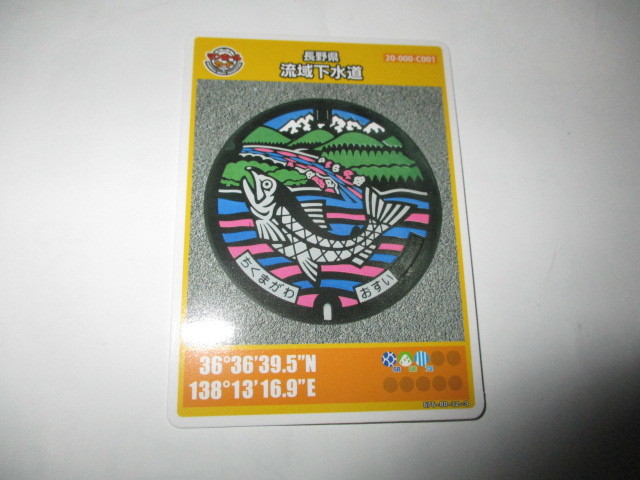 長野県
流域下水道
20-000-C001
ちくまがわ
おすい
36°36'39.5"N
138°13'16.9"E